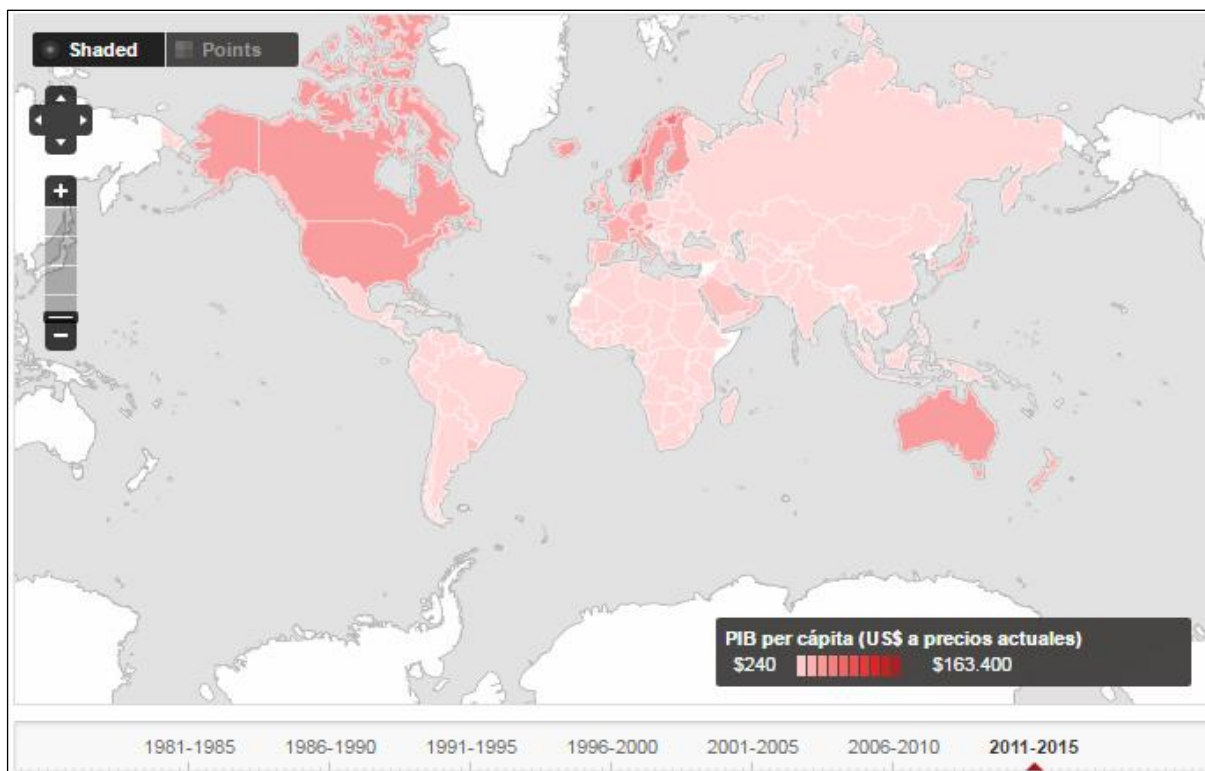 Shaded Points
+
−
PIB per cápita (US$ a precios actuales)
$240 $163.400
1981-1985 1986-1990 1991-1995 1996-2000 2001-2005 2006-2010 2011-2015